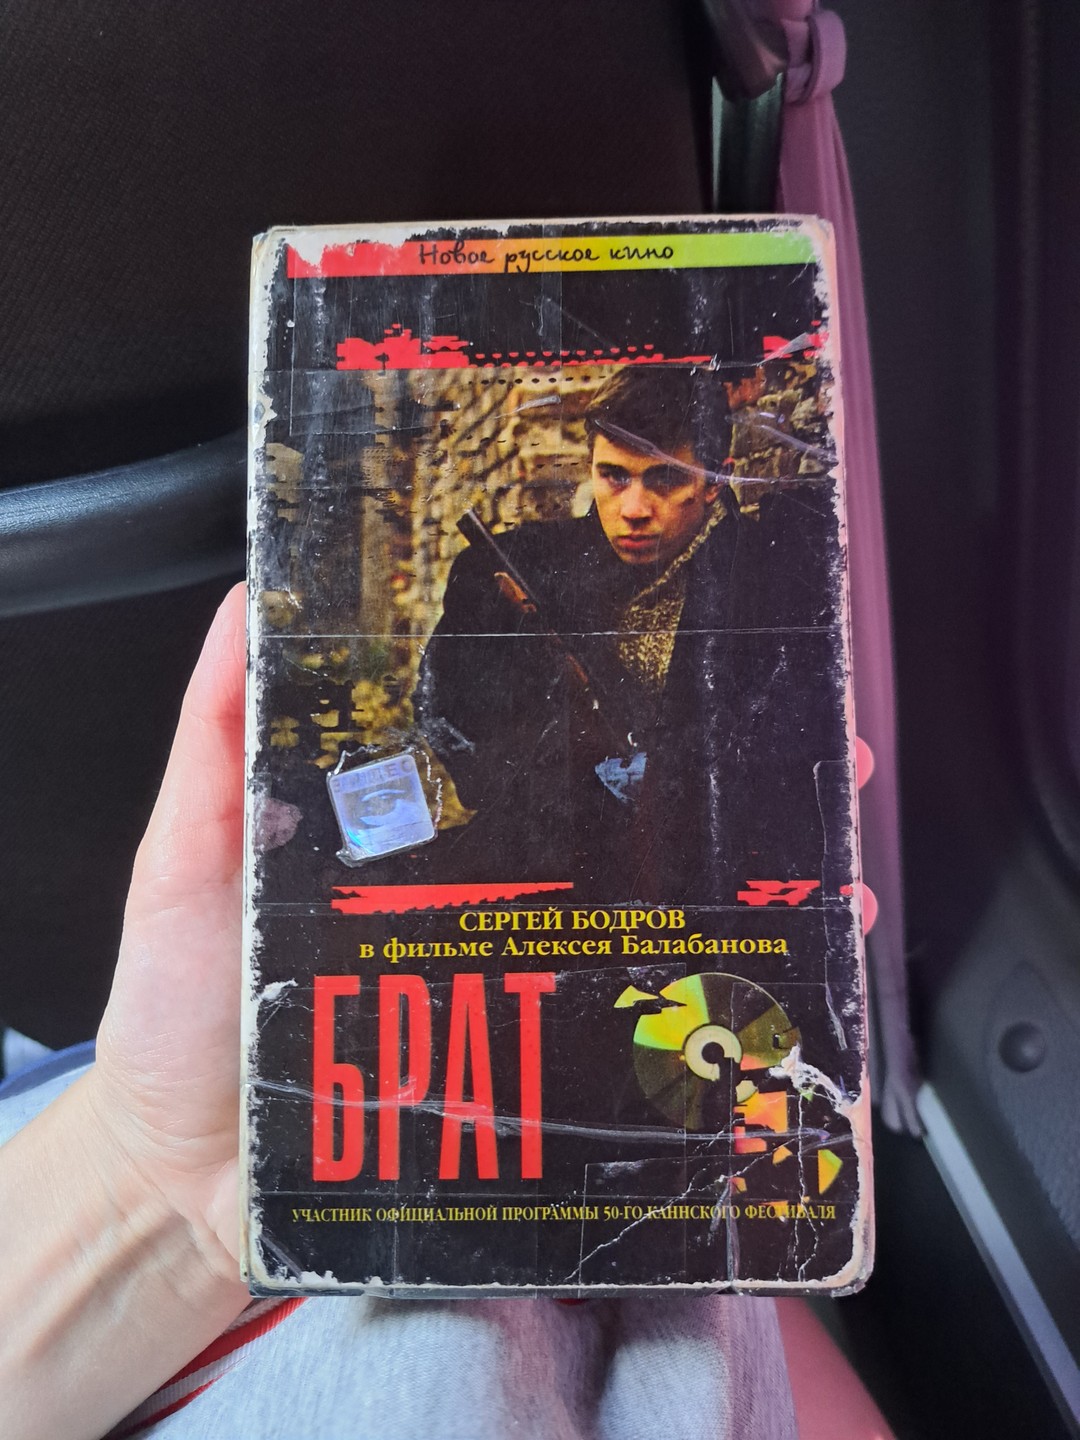 Новое русское кино
СЕРГЕЙ БОДРОВ
в фильме Алексея Балабанова
БРАТ
УЧАСТНИК ОФИЦИАЛЬНОЙ ПРОГРАММЫ 50-ГО КАННСКОГО ФЕСТИВАЛЯ